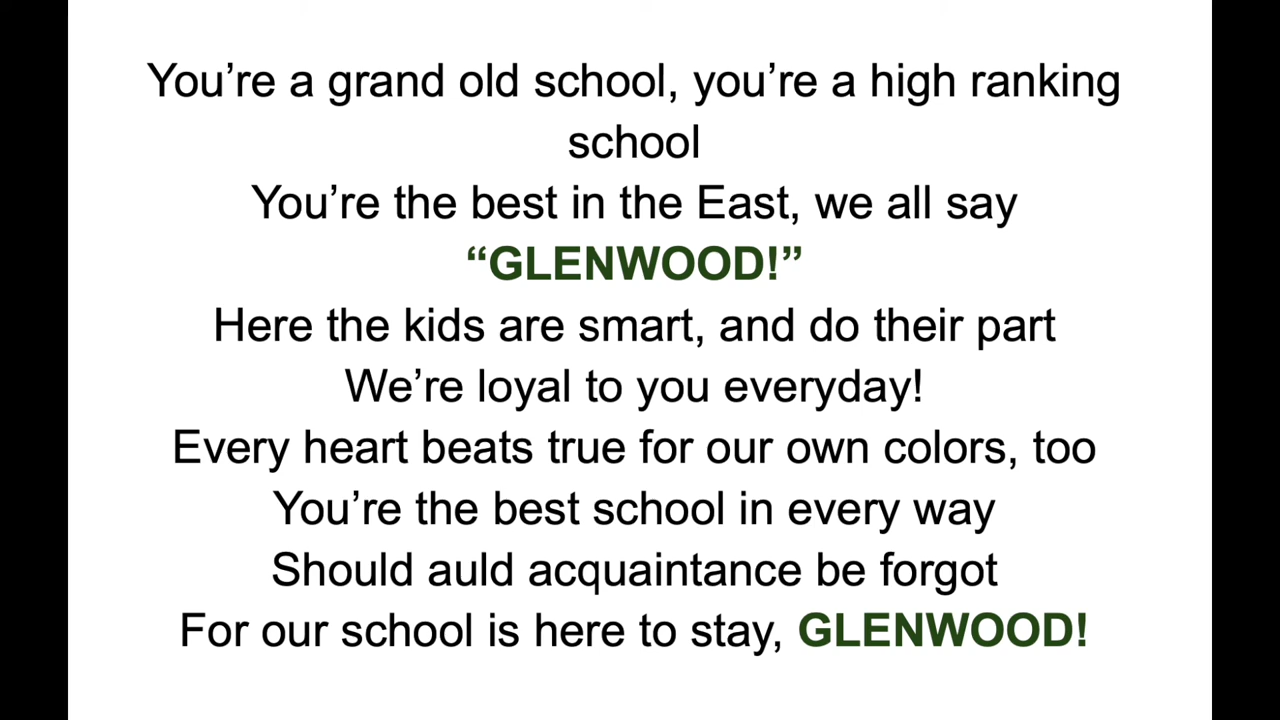 You’re a grand old school, you’re a high ranking
school
You’re the best in the East, we all say
“GLENWOOD!”
Here the kids are smart, and do their part
We’re loyal to you everyday!
Every heart beats true for our own colors, too
You’re the best school in every way
Should auld acquaintance be forgot
For our school is here to stay, GLENWOOD!